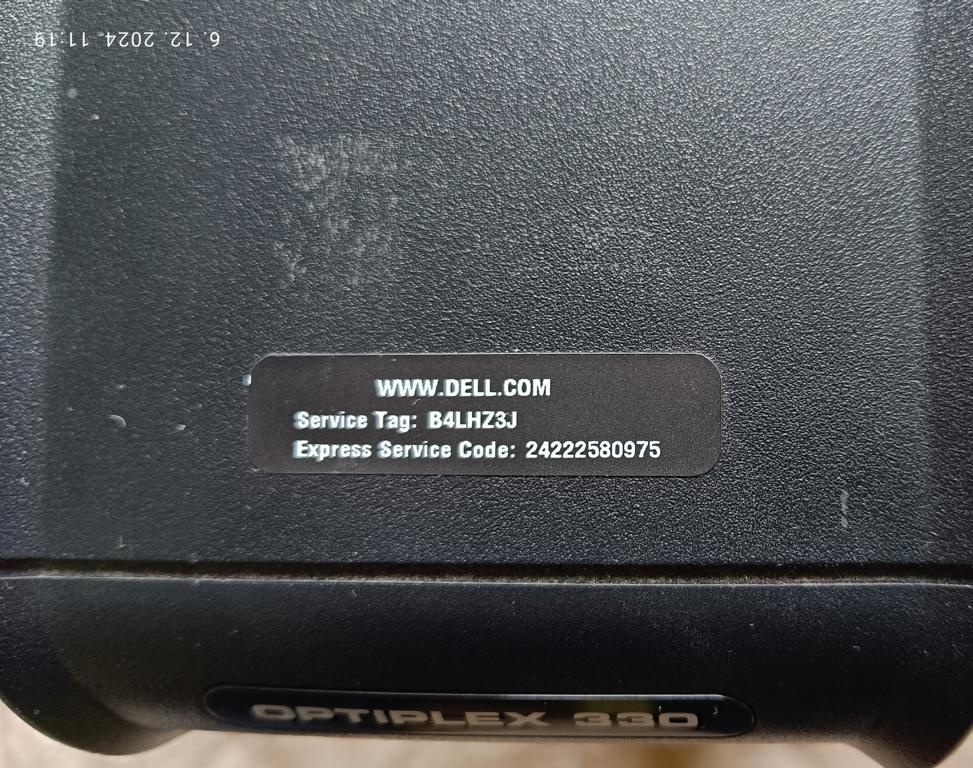 6. 12. 2024 11:19
WWW.DELL.COM
Service Tag: B4LHZ3J
Express Service Code: 24222580975
OPTIPLEX 330